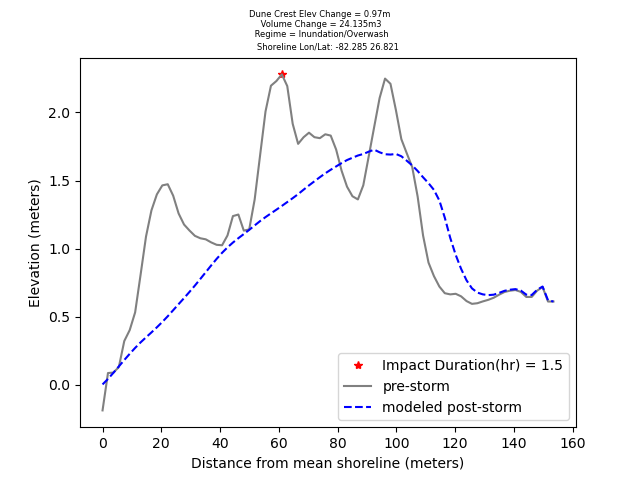 Dune Crest Elev Change = 0.97m
Volume Change = 24.135m3
Regime = Inundation/Overwash
Shoreline Lon/Lat: -82.285 26.821
2.0
1.5
1.0
0.5
0.0
Elevation (meters)
Impact Duration(hr) = 1.5
pre-storm
modeled post-storm
0 20 40 60 80 100 120 140 160
Distance from mean shoreline (meters)